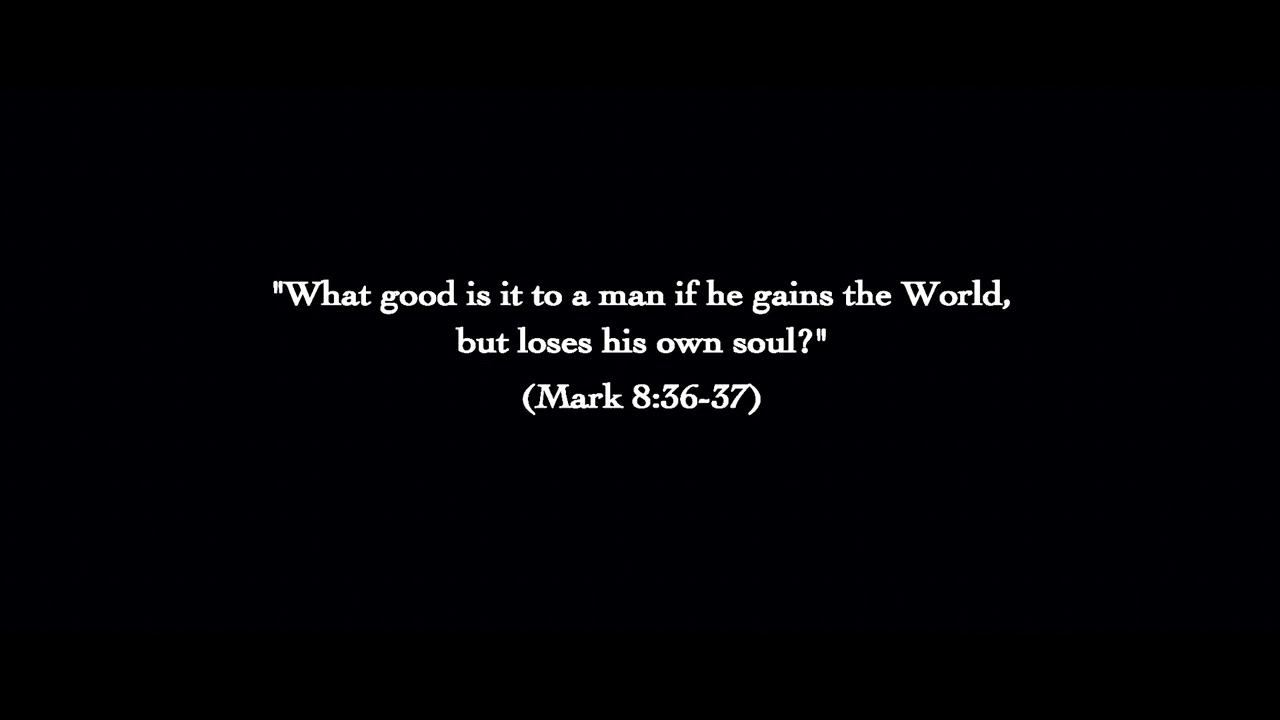 "What good is it to a man if he gains the World,
but loses his own soul?"
(Mark 8:36-37)